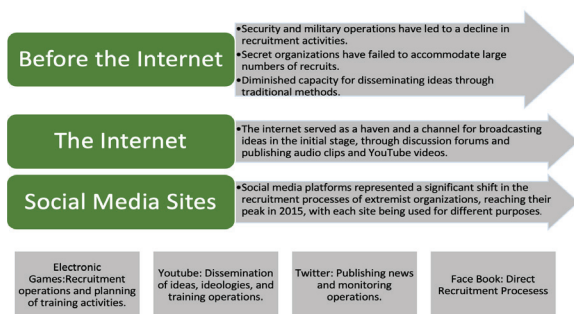 Before the Internet
•Security and military operations have led to a decline in
recruitment activities.
•Secret organizations have failed to accommodate large
numbers of recruits.
•Diminished capacity for disseminating ideas through
traditional methods.
The Internet
•The internet served as a haven and a channel for broadcasting
ideas in the initial stage, through discussion forums and
publishing audio clips and YouTube videos.
Social Media Sites
•Social media platforms represented a significant shift in the
recruitment processes of extremist organizations, reaching their
peak in 2015, with each site being used for different purposes.
Electronic
Games:Recruitment
operations and planning
of training activities.
Youtube: Dissemination
of ideas, ideologies, and
training operations.
Twitter: Publishing news
and monitoring
operations.
Face Book: Direct
Recruitment Procesess